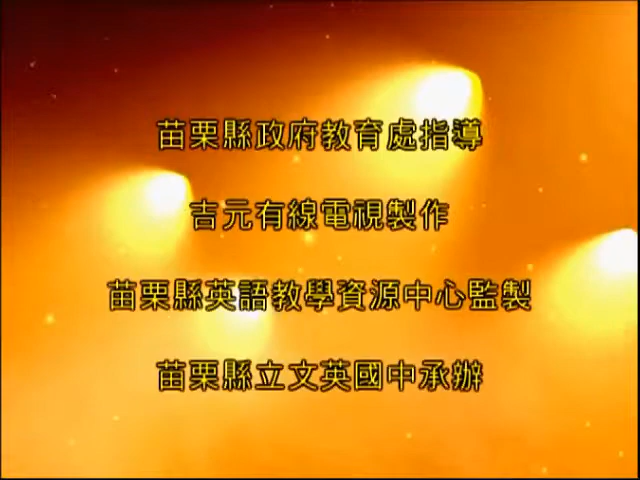 苗栗縣政府教育處指導
吉元有線電視製作
苗栗縣英語教學資源中心監製
苗栗縣立文英國中承辦